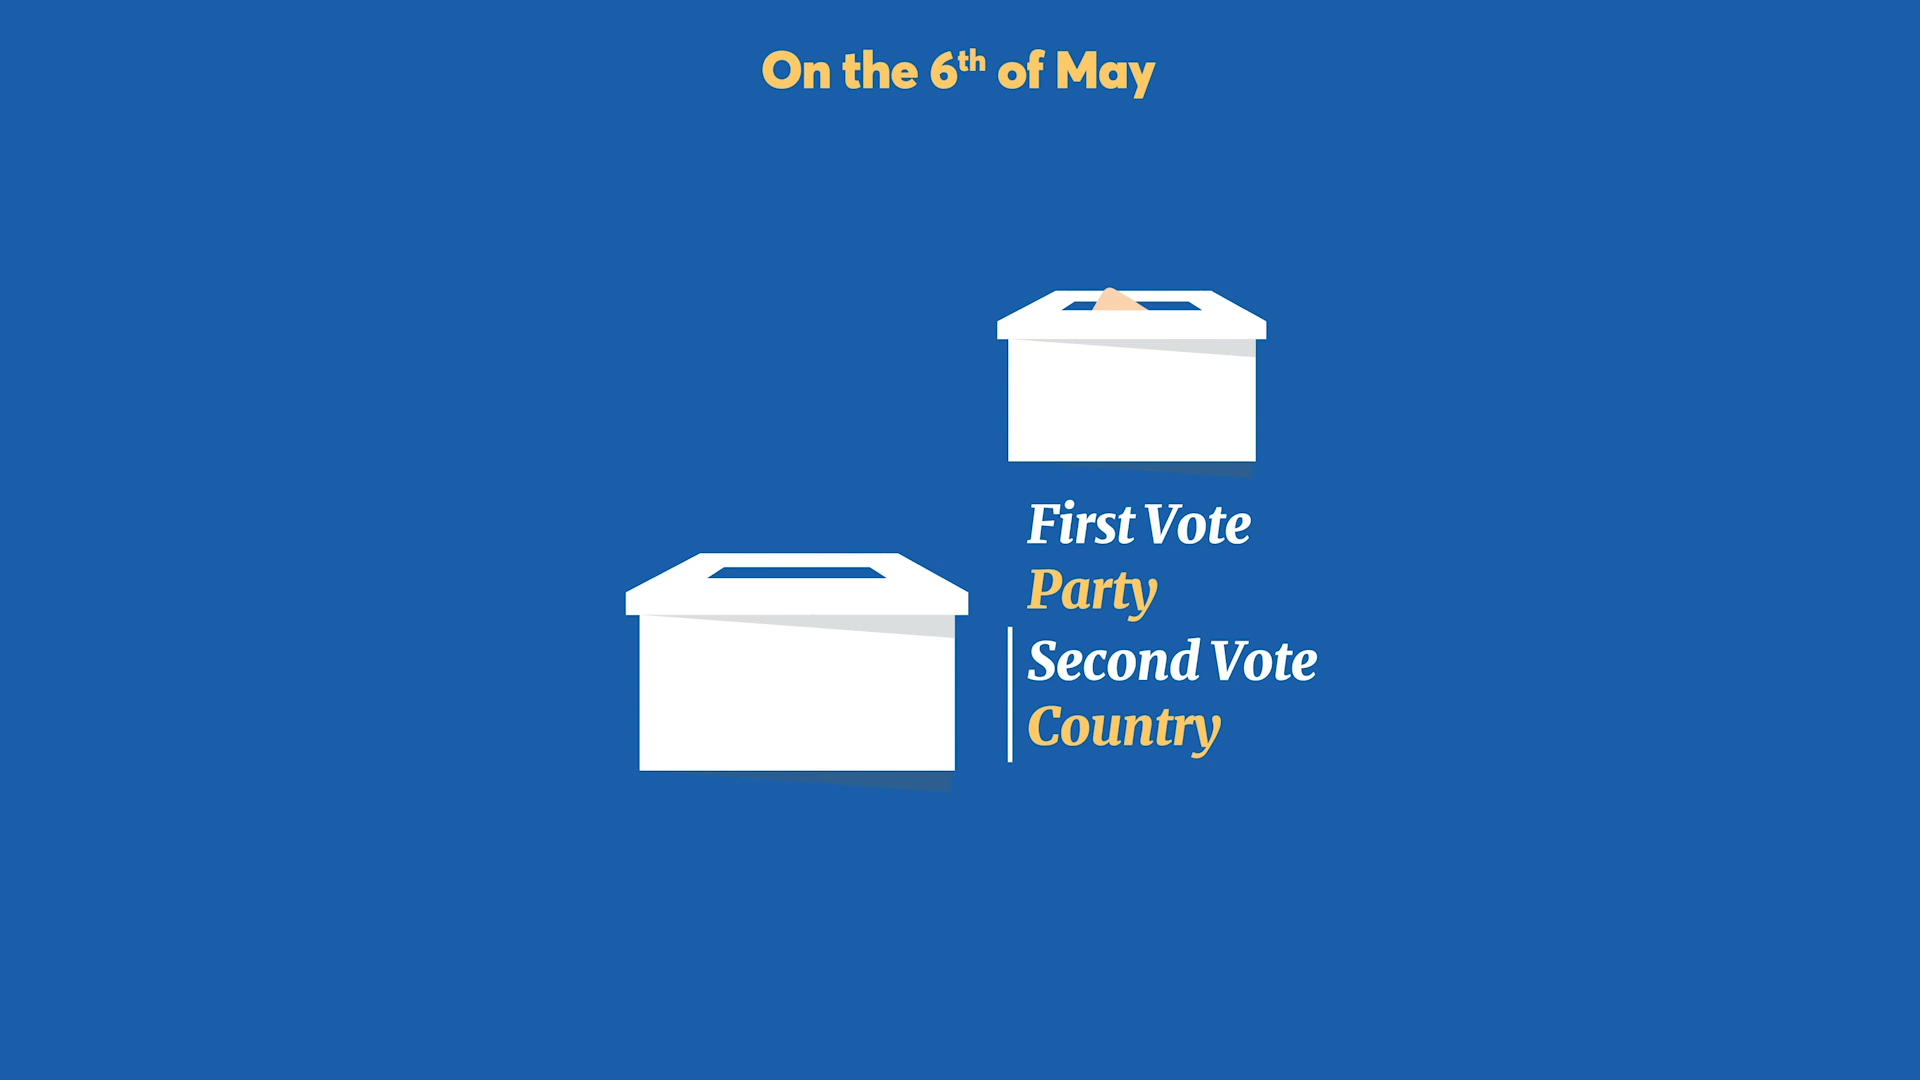 On the 6th of May
First Vote
Party
Second Vote
Country